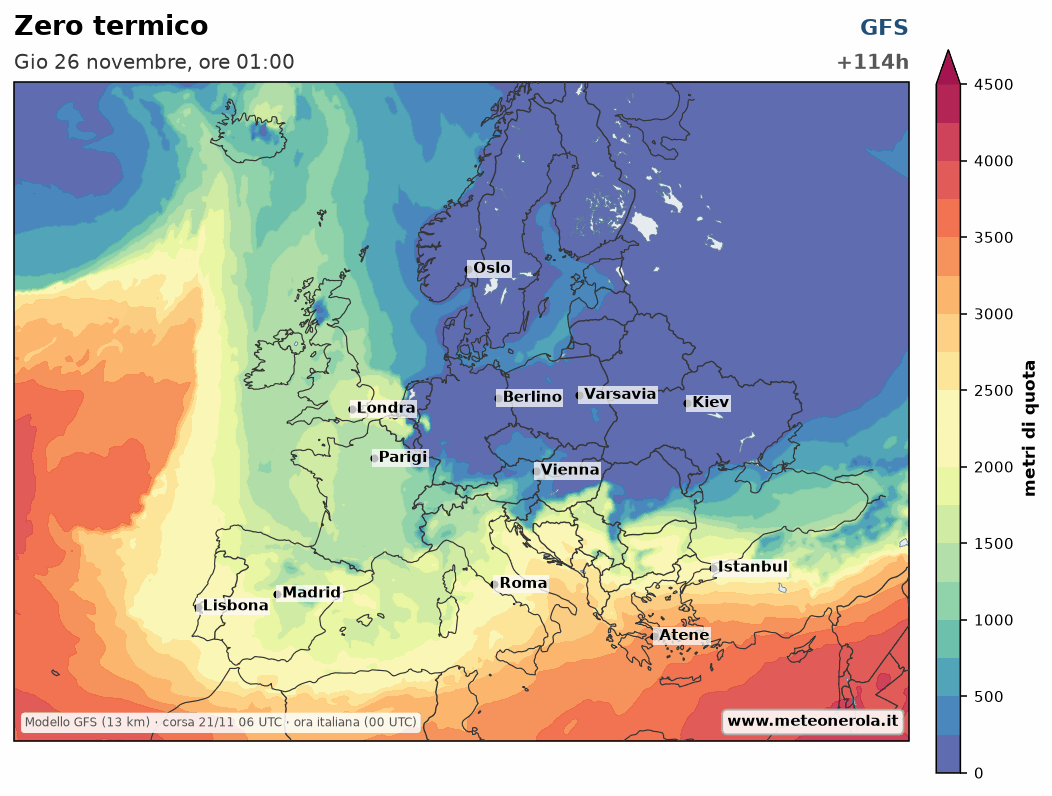 Zero termico
GFS
Gio 26 novembre, ore 01:00
+114h
4500
4000
3500
3000
2500
2000
1500
1000
500
0
metri di quota
Oslo
Berlino
Varsavia
Kiev
Londra
Parigi
Vienna
Istanbul
Roma
Madrid
Lisbona
Atene
Modello GFS (13 km) · corsa 21/11 06 UTC · ora italiana (00 UTC)
www.meteonerola.it